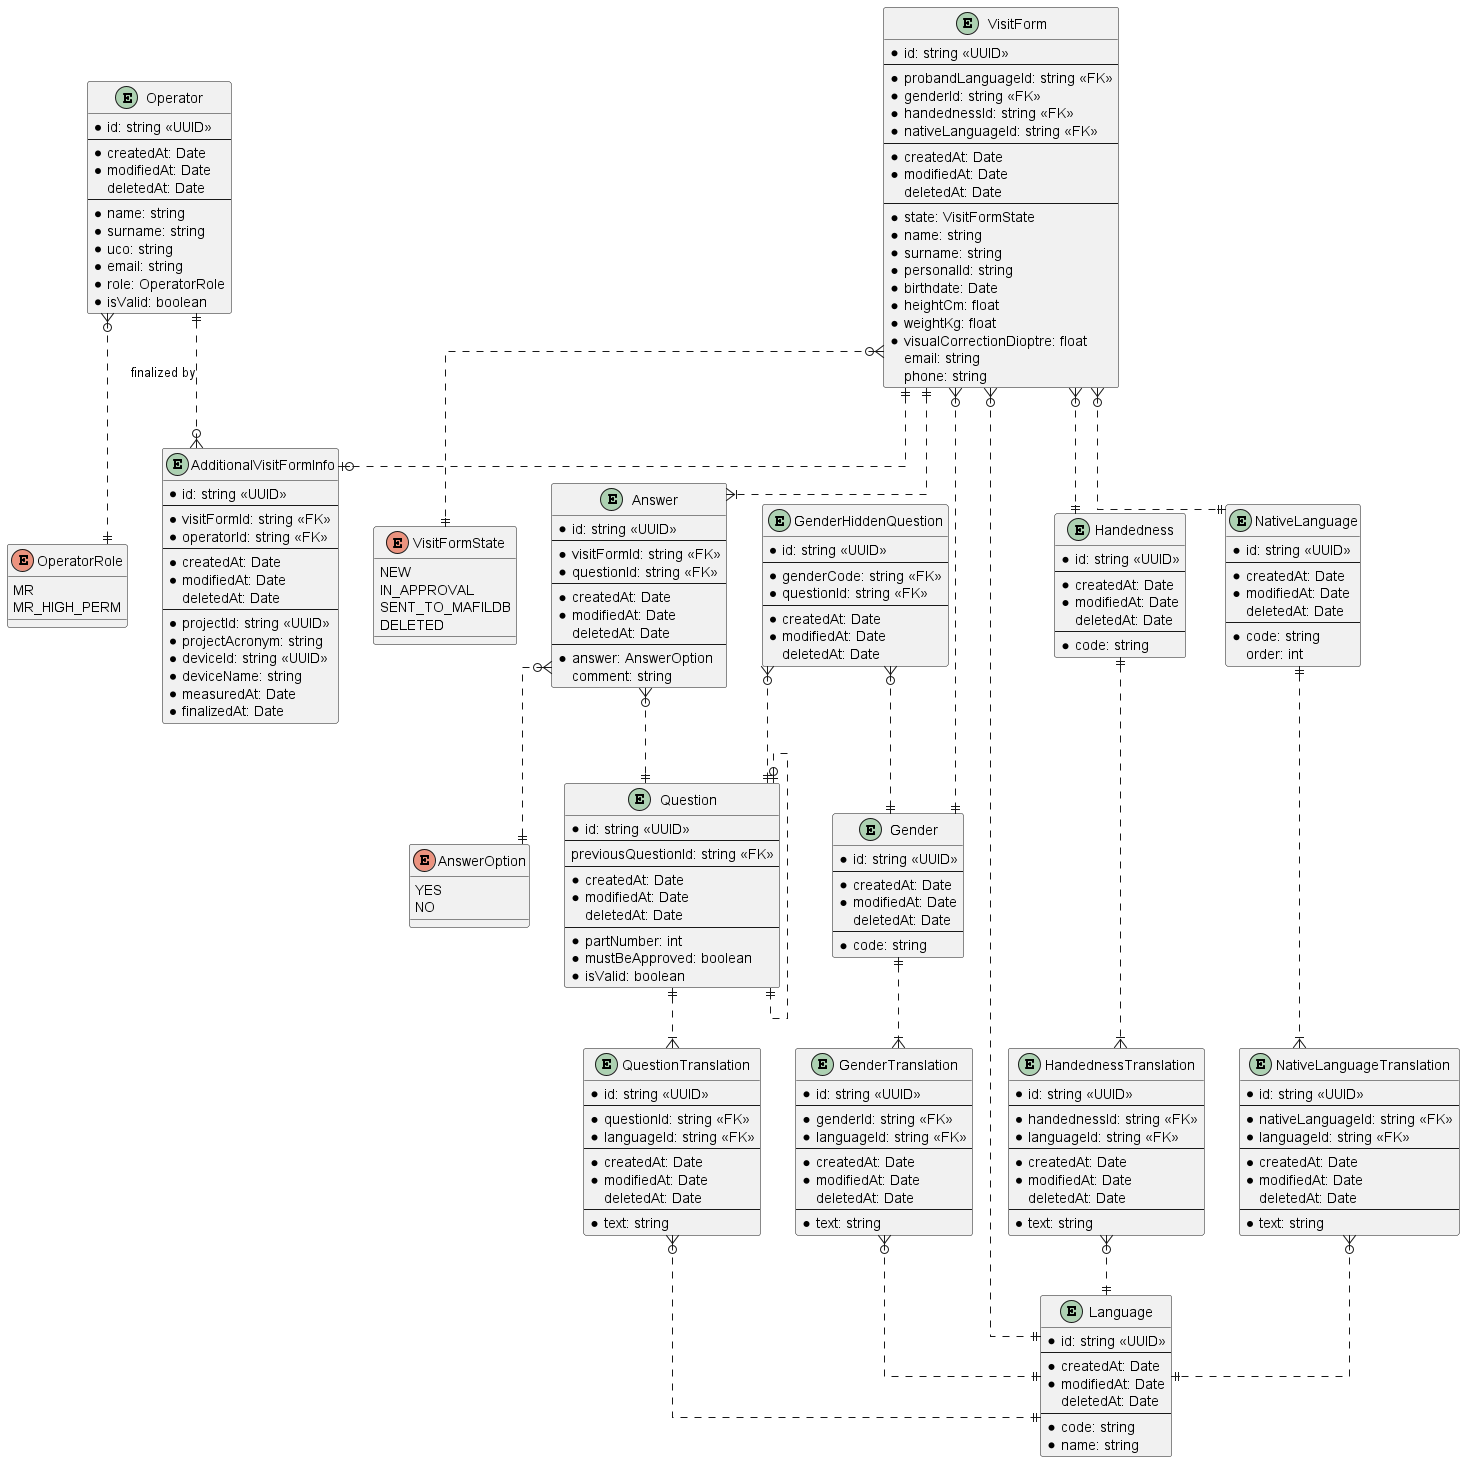 E VisitForm
* id: string «UUID»
* probandLanguageId: string «FK»
* genderId: string «FK»
* handednessId: string «FK»
* nativeLanguageId: string «FK»
* createdAt: Date
* modifiedAt: Date
deletedAt: Date
* state: VisitFormState
* name: string
* surname: string
* personalId: string
* birthdate: Date
* heightCm: float
* weightKg: float
* visualCorrectionDioptre: float
email: string
phone: string
E Operator
* id: string «UUID»
* createdAt: Date
* modifiedAt: Date
deletedAt: Date
* name: string
* surname: string
* uco: string
* email: string
* role: OperatorRole
* isValid: boolean
finalized by
E AdditionalVisitFormInfo
* id: string «UUID»
* visitFormId: string «FK»
* operatorId: string «FK»
* createdAt: Date
* modifiedAt: Date
deletedAt: Date
* projectId: string «UUID»
* projectAcronym: string
* deviceId: string «UUID»
* deviceName: string
* measuredAt: Date
* finalizedAt: Date
E OperatorRole
MR
MR_HIGH_PERM
E VisitFormState
NEW
IN_APPROVAL
SENT_TO_MAFILDB
DELETED
E Answer
* id: string «UUID»
* visitFormId: string «FK»
* questionId: string «FK»
* createdAt: Date
* modifiedAt: Date
deletedAt: Date
* answer: AnswerOption
comment: string
E GenderHiddenQuestion
* id: string «UUID»
* genderCode: string «FK»
* questionId: string «FK»
* createdAt: Date
* modifiedAt: Date
deletedAt: Date
E Handedness
* id: string «UUID»
* createdAt: Date
* modifiedAt: Date
deletedAt: Date
* code: string
E NativeLanguage
* id: string «UUID»
* createdAt: Date
* modifiedAt: Date
deletedAt: Date
* code: string
order: int
E AnswerOption
YES
NO
E Question
* id: string «UUID»
previousQuestionId: string «FK»
* createdAt: Date
* modifiedAt: Date
deletedAt: Date
* partNumber: int
* mustBeApproved: boolean
* isValid: boolean
E Gender
* id: string «UUID»
* createdAt: Date
* modifiedAt: Date
deletedAt: Date
* code: string
E QuestionTranslation
* id: string «UUID»
* questionId: string «FK»
* languageId: string «FK»
* createdAt: Date
* modifiedAt: Date
deletedAt: Date
* text: string
E GenderTranslation
* id: string «UUID»
* genderId: string «FK»
* languageId: string «FK»
* createdAt: Date
* modifiedAt: Date
deletedAt: Date
* text: string
E HandednessTranslation
* id: string «UUID»
* handednessId: string «FK»
* languageId: string «FK»
* createdAt: Date
* modifiedAt: Date
deletedAt: Date
* text: string
E NativeLanguageTranslation
* id: string «UUID»
* nativeLanguageId: string «FK»
* languageId: string «FK»
* createdAt: Date
* modifiedAt: Date
deletedAt: Date
* text: string
E Language
* id: string «UUID»
* createdAt: Date
* modifiedAt: Date
deletedAt: Date
* code: string
* name: string